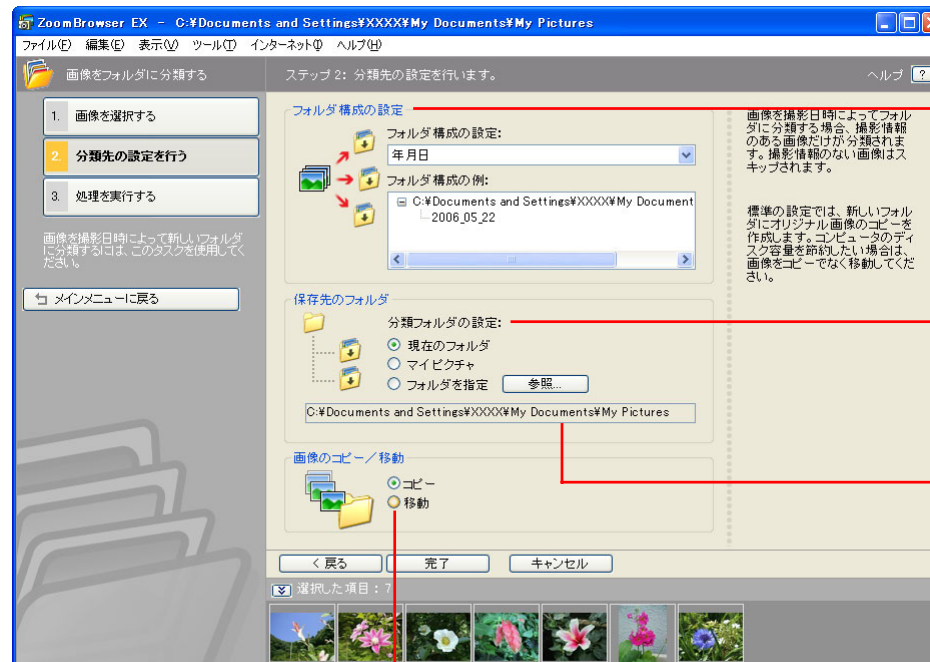 ZoomBrowser EX - C:¥Documents and Settings¥XXXX¥My Documents¥My Pictures
ファイル(F) 編集(E) 表示(V) ツール(T) インターネット(I) ヘルプ(H)
画像をフォルダに分類する
ステップ 2: 分類先の設定を行います。
ヘルプ ?
1. 画像を選択する
2. 分類先の設定を行う
3. 処理を実行する
画像を撮影日時によって新しいフォルダ
に分類するには、このタスクを使用してく
ださい。
メインメニューに戻る
フォルダ構成の設定
フォルダ構成の設定:
年月日
フォルダ構成の例:
C:¥Documents and Settings¥XXXX¥My Document
2006_05_22
保存先のフォルダ
分類フォルダの設定:
現在のフォルダ
マイピクチャ
フォルダを指定 参照...
C:¥Documents and Settings¥XXXX¥My Documents¥My Pictures
画像のコピー/移動
コピー
移動
画像を撮影日時によってフォル
ダに分類する場合、撮影情報
のある画像だけが分類されま
す。撮影情報のない画像はス
キップされます。
標準の設定では、新しいフォル
ダにオリジナル画像のコピーを
作成します。コンピュータのディ
スク容量を節約したい場合は、
画像をコピーでなく移動してくだ
さい。
< 戻る 完了 キャンセル
選択した項目 : 7